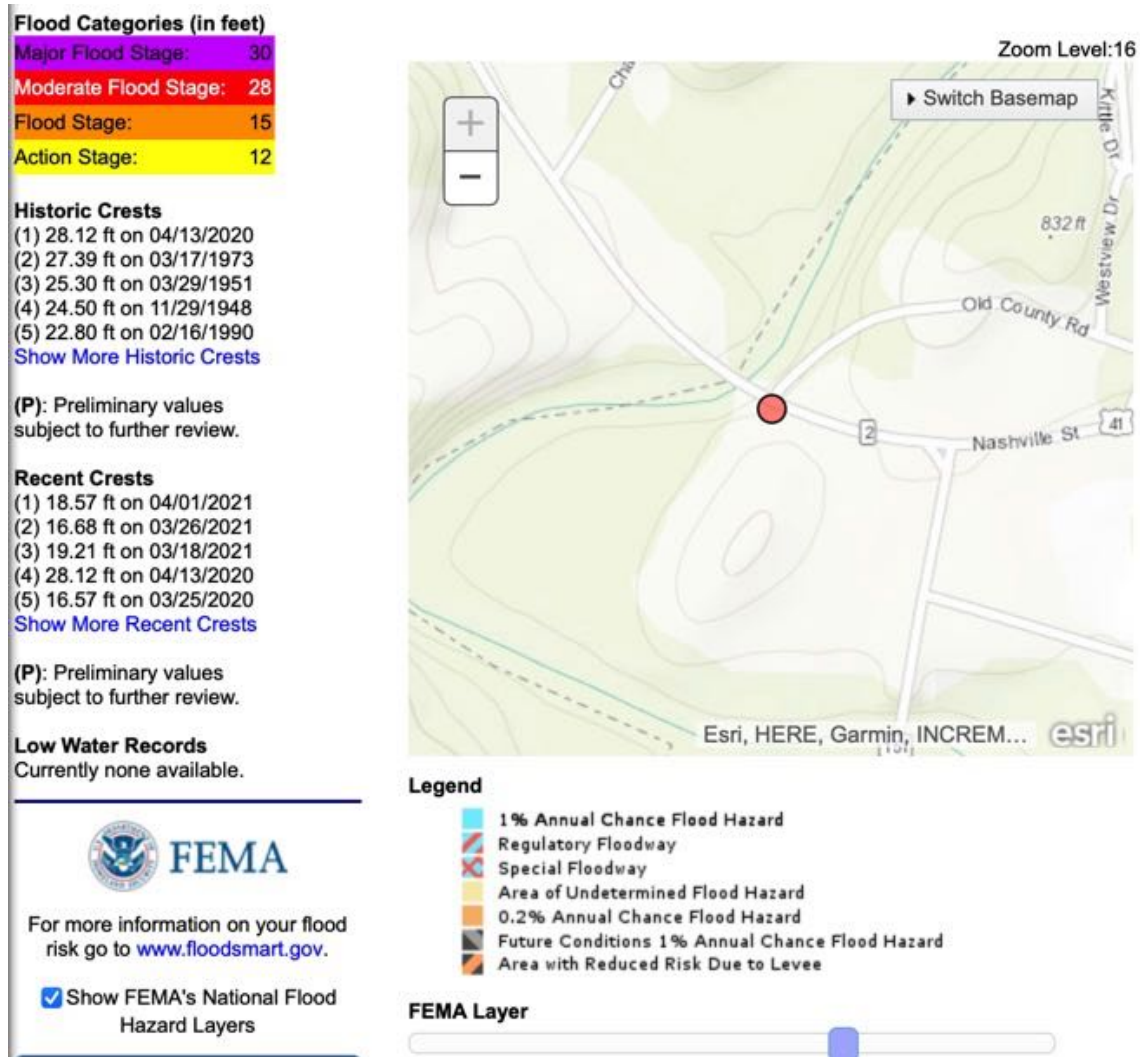 Flood Categories (in feet)
Major Flood Stage: 30
Moderate Flood Stage: 28
Flood Stage: 15
Action Stage: 12
Historic Crests
(1) 28.12 ft on 04/13/2020
(2) 27.39 ft on 03/17/1973
(3) 25.30 ft on 03/29/1951
(4) 24.50 ft on 11/29/1948
(5) 22.80 ft on 02/16/1990
Show More Historic Crests
(P): Preliminary values
subject to further review.
Recent Crests
(1) 18.57 ft on 04/01/2021
(2) 16.68 ft on 03/26/2021
(3) 19.21 ft on 03/18/2021
(4) 28.12 ft on 04/13/2020
(5) 16.57 ft on 03/25/2020
Show More Recent Crests
(P): Preliminary values
subject to further review.
Low Water Records
Currently none available.
FEMA
For more information on your flood
risk go to www.floodsmart.gov.
Show FEMA's National Flood
Hazard Layers
Zoom Level:16
+
−
Switch Basemap
Kittle Dr
832 ft
Westview Dr
Old County Rd
2
Nashville St
41
Esri, HERE, Garmin, INCREM...
esri
Legend
1% Annual Chance Flood Hazard
Regulatory Floodway
Special Floodway
Area of Undetermined Flood Hazard
0.2% Annual Chance Flood Hazard
Future Conditions 1% Annual Chance Flood Hazard
Area with Reduced Risk Due to Levee
FEMA Layer